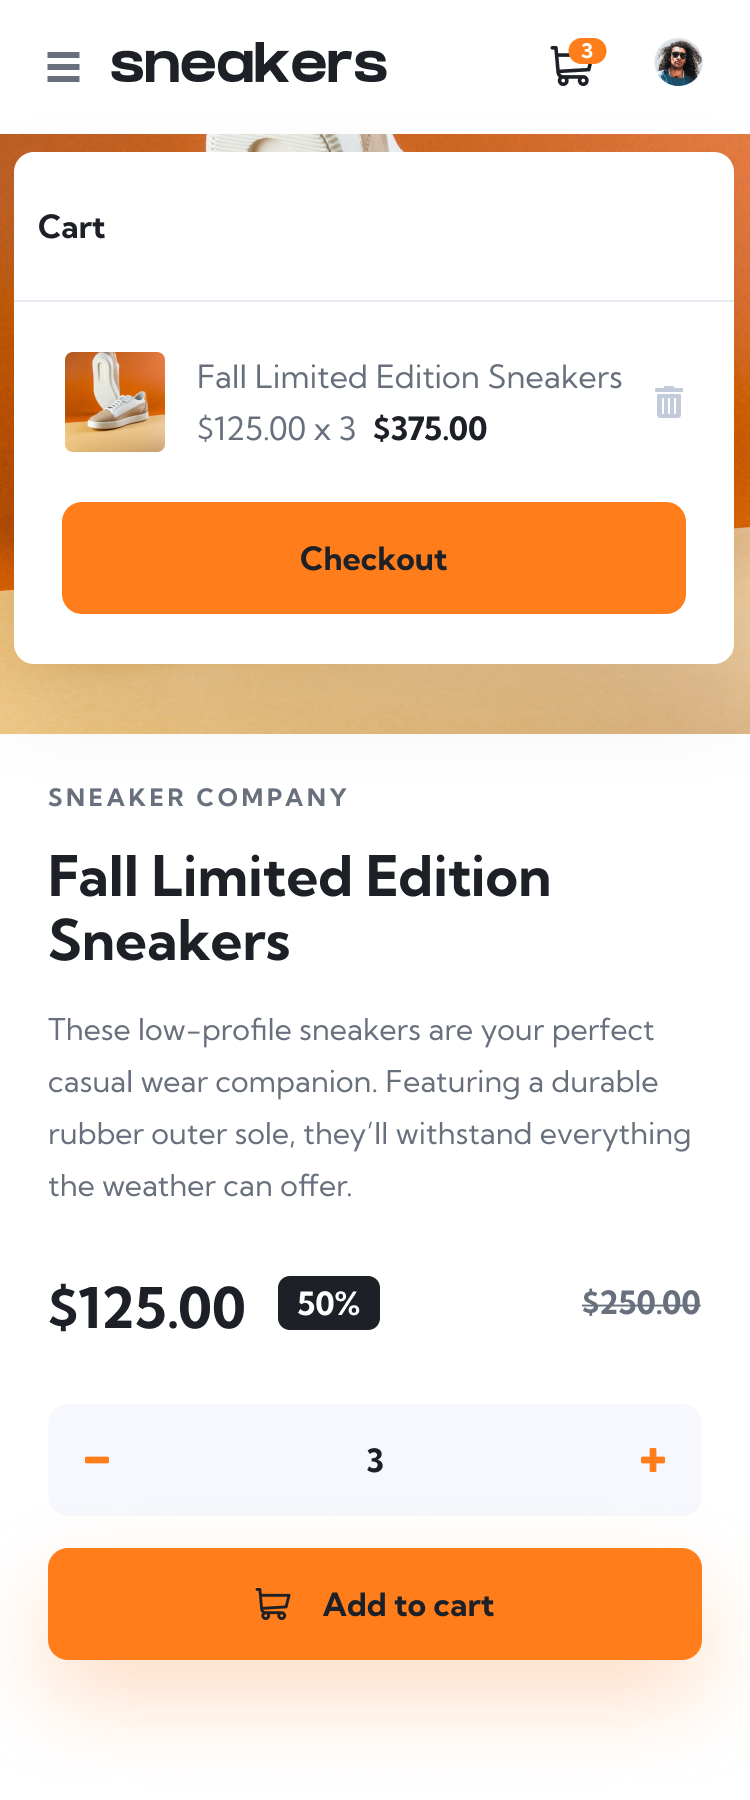 sneakers
3
Cart
Fall Limited Edition Sneakers
$125.00 x 3 $375.00
Checkout
SNEAKER COMPANY
Fall Limited Edition
Sneakers
These low-profile sneakers are your perfect
casual wear companion. Featuring a durable
rubber outer sole, they’ll withstand everything
the weather can offer.
$125.00 50% $250.00
3
Add to cart